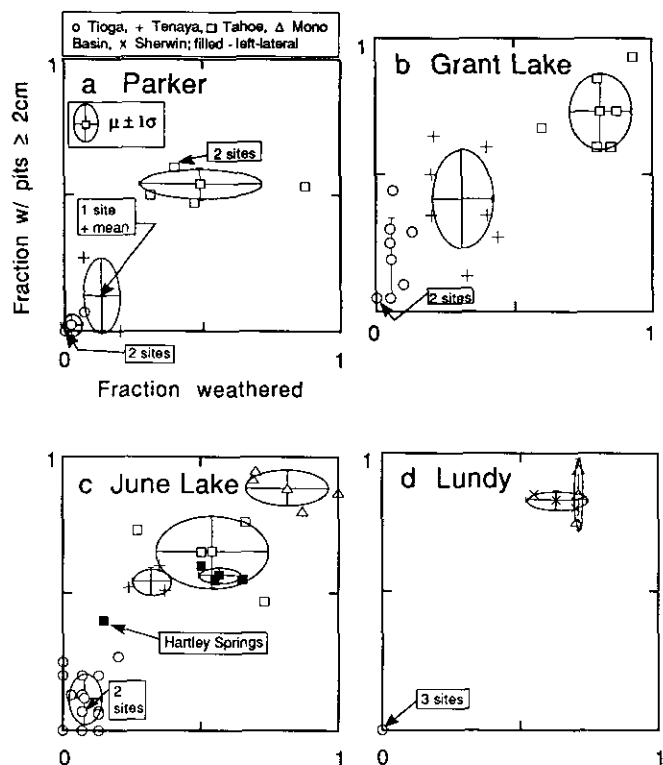 o Tioga, + Tenaya, □ Tahoe, △ Mono
Basin, x Sherwin; filled - left-lateral
1
a Parker
μ ± 1σ
2 sites
1 site
+ mean
2 sites
0
1
Fraction w/ pits ≥ 2cm
Fraction weathered
1
b Grant Lake
2 sites
0
1
1
c June Lake
Hartley Springs
2
sites
0
1
1
d Lundy
3 sites
0
1